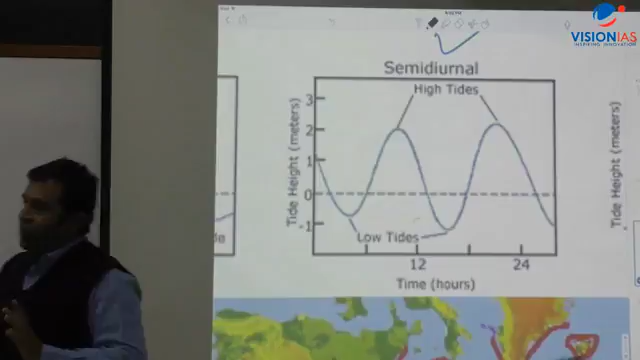 VISIONIAS
INSPIRING INNOVATION
Semidiurnal
High Tides
Tide Height (meters)
3
2
1
0
-1
Low Tides
12
24
Time (hours)
Tide Height (meters)